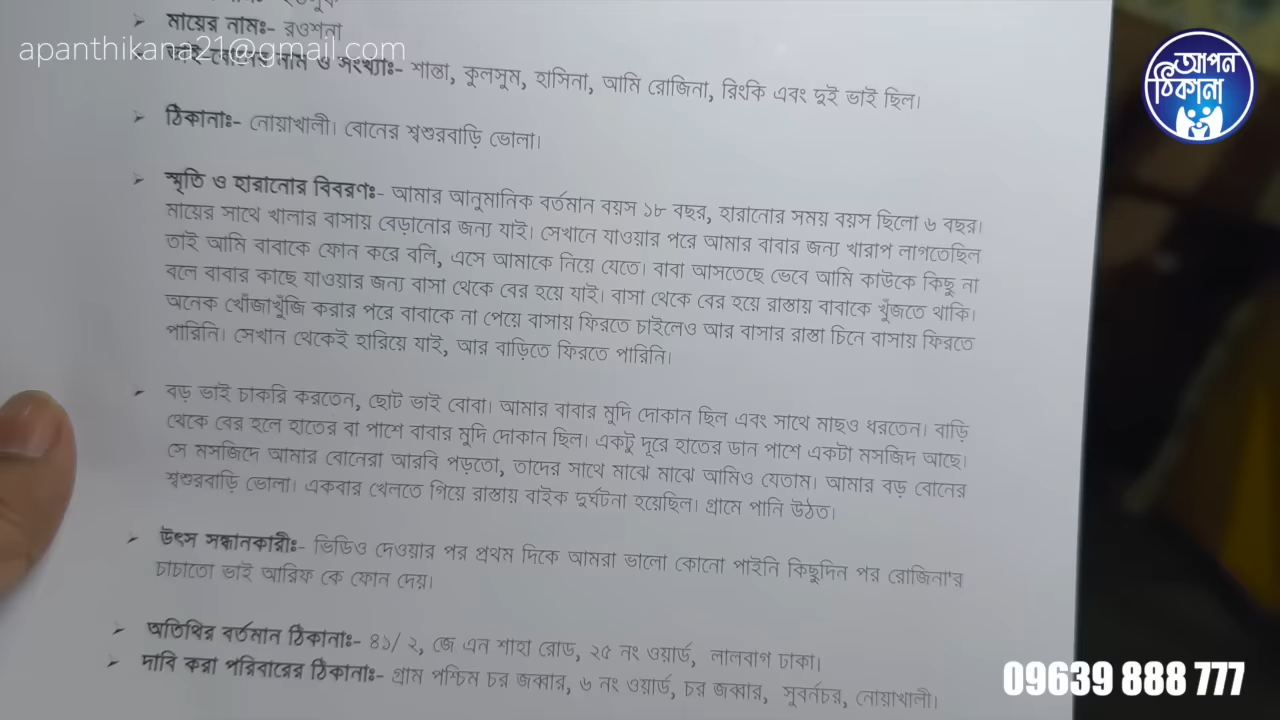 মায়ের নাম:- রওশনা
apanthikana21@gmail.com
নাম ও সংখ্যাঃ- শান্তা, কুলসুম, হাসিনা, আমি রোজিনা, রিংকি এবং দুই ভাই ছিল।
আপন
ঠিকানা
ঠিকানাঃ- নোয়াখালী। বোনের শ্বশুরবাড়ি ভোলা।
স্মৃতি ও হারানোর বিবরণঃ- আমার আনুমানিক বর্তমান বয়স ১৮ বছর, হারানোর সময় বয়স ছিলো ৬ বছর।
মায়ের সাথে খালার বাসায় বেড়ানোর জন্য যাই। সেখানে যাওয়ার পরে আমার বাবার জন্য খারাপ লাগতেছিল
তাই আমি বাবাকে ফোন করে বলি, এসে আমাকে নিয়ে যেতে। বাবা আসতেছে ভেবে আমি কাউকে কিছু না
বলে বাবার কাছে যাওয়ার জন্য বাসা থেকে বের হয়ে যাই। বাসা থেকে বের হয়ে রাস্তায় বাবাকে খুঁজতে থাকি।
অনেক খোঁজাখুঁজি করার পরে বাবাকে না পেয়ে বাসায় ফিরতে চাইলেও আর বাসার রাস্তা চিনে বাসায় ফিরতে
পারিনি। সেখান থেকেই হারিয়ে যাই, আর বাড়িতে ফিরতে পারিনি।
বড় ভাই চাকরি করতেন, ছোট ভাই বোবা। আমার বাবার মুদি দোকান ছিল এবং সাথে মাছও ধরতেন। বাড়ি
থেকে বের হলে হাতের বা পাশে বাবার মুদি দোকান ছিল। একটু দূরে হাতের ডান পাশে একটা মসজিদ আছে।
সে মসজিদে আমার বোনেরা আরবি পড়তো, তাদের সাথে মাঝে মাঝে আমিও যেতাম। আমার বড় বোনের
শ্বশুরবাড়ি ভোলা। একবার খেলতে গিয়ে রাস্তায় বাইক দুর্ঘটনা হয়েছিল। গ্রামে পানি উঠত।
উৎস সন্ধানকারীঃ- ভিডিও দেওয়ার পর প্রথম দিকে আমরা ভালো কোনো পাইনি কিছুদিন পর রোজিনা'র
চাচাতো ভাই আরিফ কে ফোন দেয়।
অতিথির বর্তমান ঠিকানাঃ- ৪১/ ২, জে এন শাহা রোড, ২৫ নং ওয়ার্ড, লালবাগ ঢাকা।
দাবি করা পরিবারের ঠিকানাঃ- গ্রাম পশ্চিম চর জব্বার, ৬ নং ওয়ার্ড, চর জব্বার, সুবর্নচর, নোয়াখালী।
09639 888 777